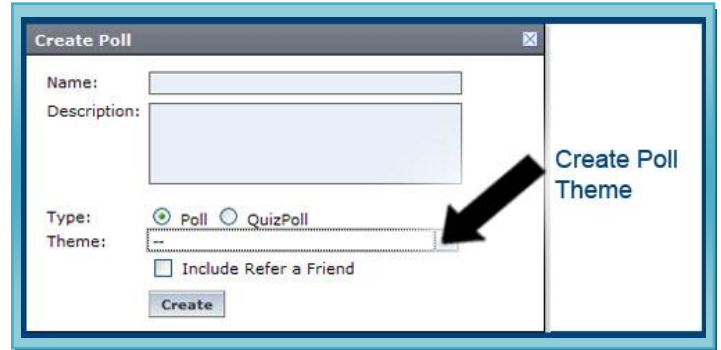 Create Poll
Name:
Description:
Type: Poll QuizPoll
Theme: --
Include Refer a Friend
Create
Create Poll
Theme